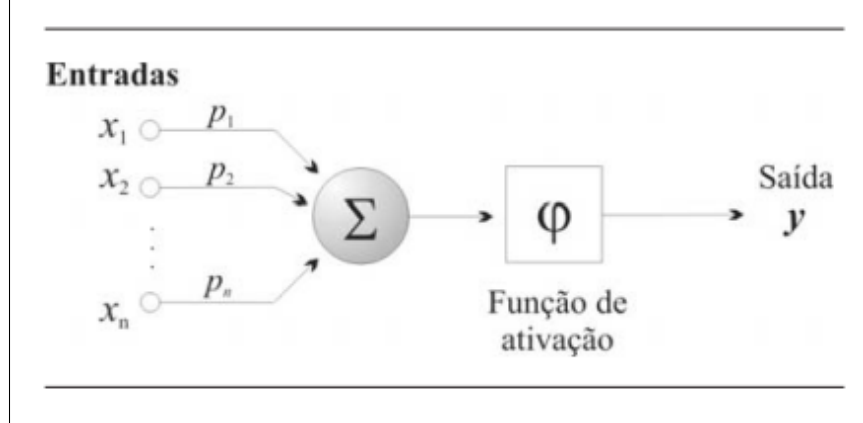 Entradas
x₁ p₁
x₂ p₂
Σ
φ
Saída
y
xₙ pₙ
Função de
ativação